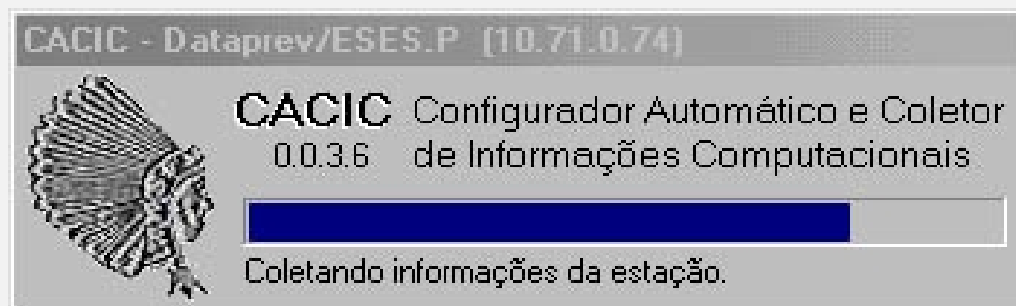 CACIC - Dataprev/ESES.P (10.71.0.74)
CACIC Configurador Automático e Coletor
0.0.3.6 de Informações Computacionais
Coletando informações da estação.